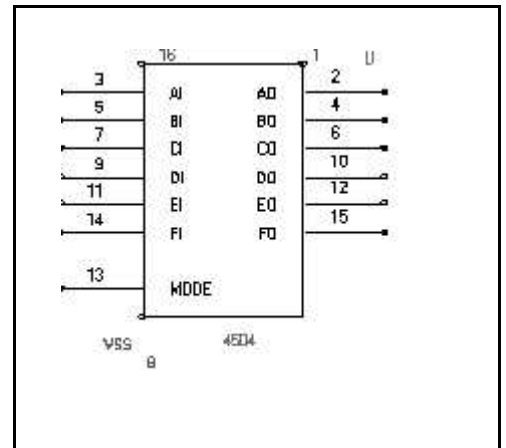 16 1 U
3 AI AO 2
5 BI BO 4
7 CI CO 6
9 DI DO 10
11 EI EO 12
14 FI FO 15
13 MODE
VSS 4504
8